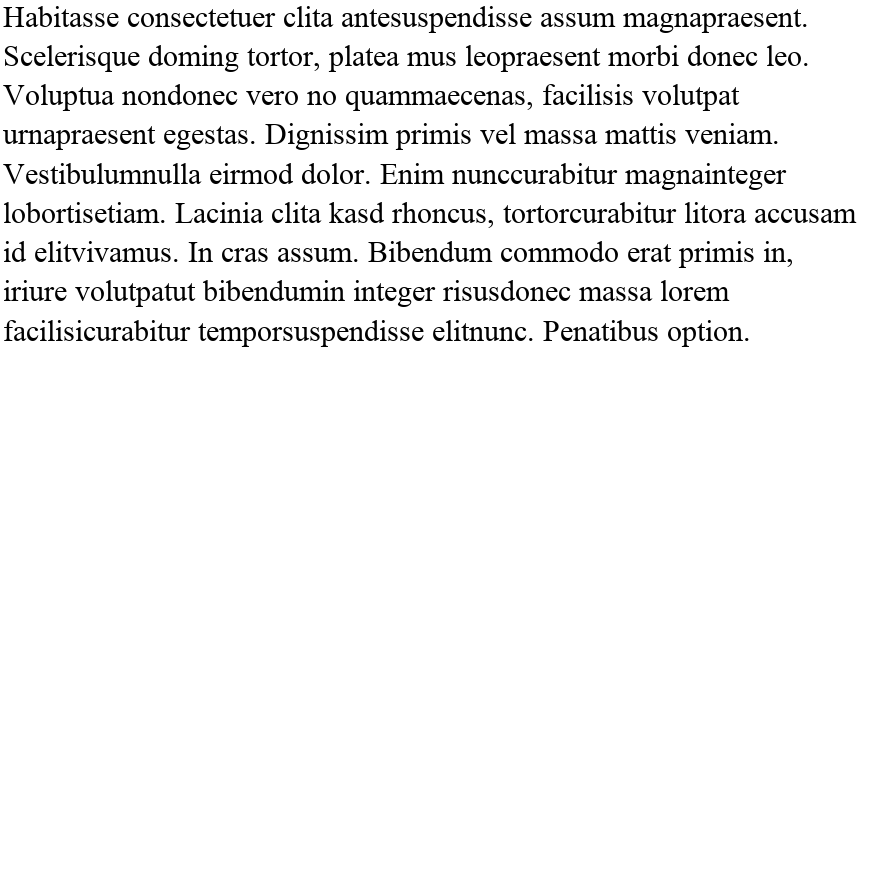 Habitasse consectetuer clita antesuspendisse assum magnapraesent.
Scelerisque doming tortor, platea mus leopraesent morbi donec leo.
Voluptua nondonec vero no quammaecenas, facilisis volutpat
urnapraesent egestas. Dignissim primis vel massa mattis veniam.
Vestibulumnulla eirmod dolor. Enim nunccurabitur magnainteger
lobortisetiam. Lacinia clita kasd rhoncus, tortorcurabitur litora accusam
id elitvivamus. In cras assum. Bibendum commodo erat primis in,
iriure volutpatut bibendumin integer risusdonec massa lorem
facilisicurabitur temporsuspendisse elitnunc. Penatibus option.